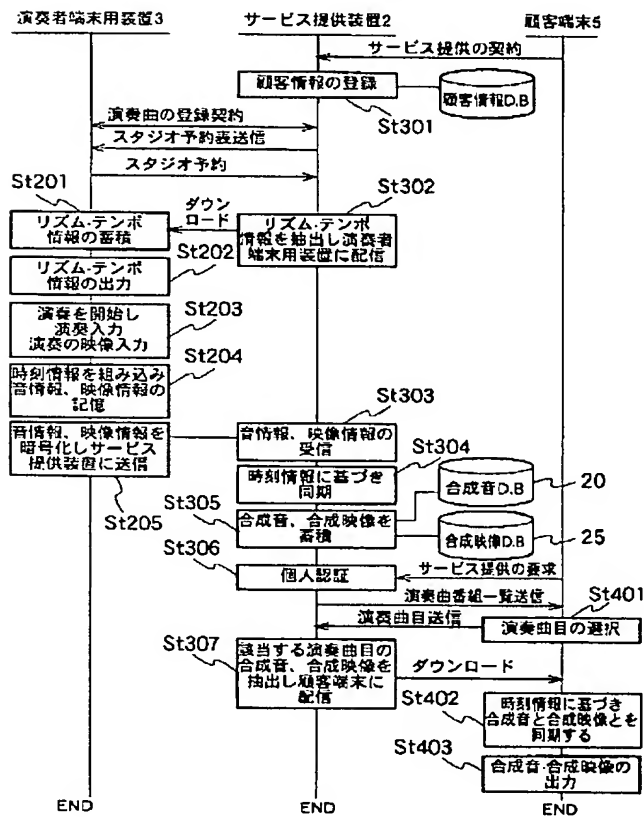 演奏者端末用装置3
サービス提供装置2
顧客端末5
サービス提供の契約
顧客情報の登録
顧客情報D.B
St301
演奏曲の登録契約
スタジオ予約表送信
スタジオ予約
St201
ダウン
ロード
St302
リズム・テンポ
情報の蓄積
リズム・テンポ
情報を抽出し演奏者
端末用装置に配信
St202
リズム・テンポ
情報の出力
St203
演奏を開始し
演奏入力
演奏の映像入力
St204
時刻情報を組み込み
音情報、映像情報の
記憶
St303
音情報、映像情報を
暗号化しサービス
提供装置に送信
音情報、映像情報の
受信
St304
St205
時刻情報に基づき
同期
合成音D.B
20
St305
合成音、合成映像を
蓄積
合成映像D.B
25
St306
個人認証
サービス提供の要求
演奏曲番組一覧送信
St401
演奏曲目送信
演奏曲目の選択
St307
該当する演奏曲目の
合成音、合成映像を
抽出し顧客端末に
配信
ダウンロード
St402
時刻情報に基づき
合成音と合成映像とを
同期する
St403
合成音・合成映像の
出力
END
END
END